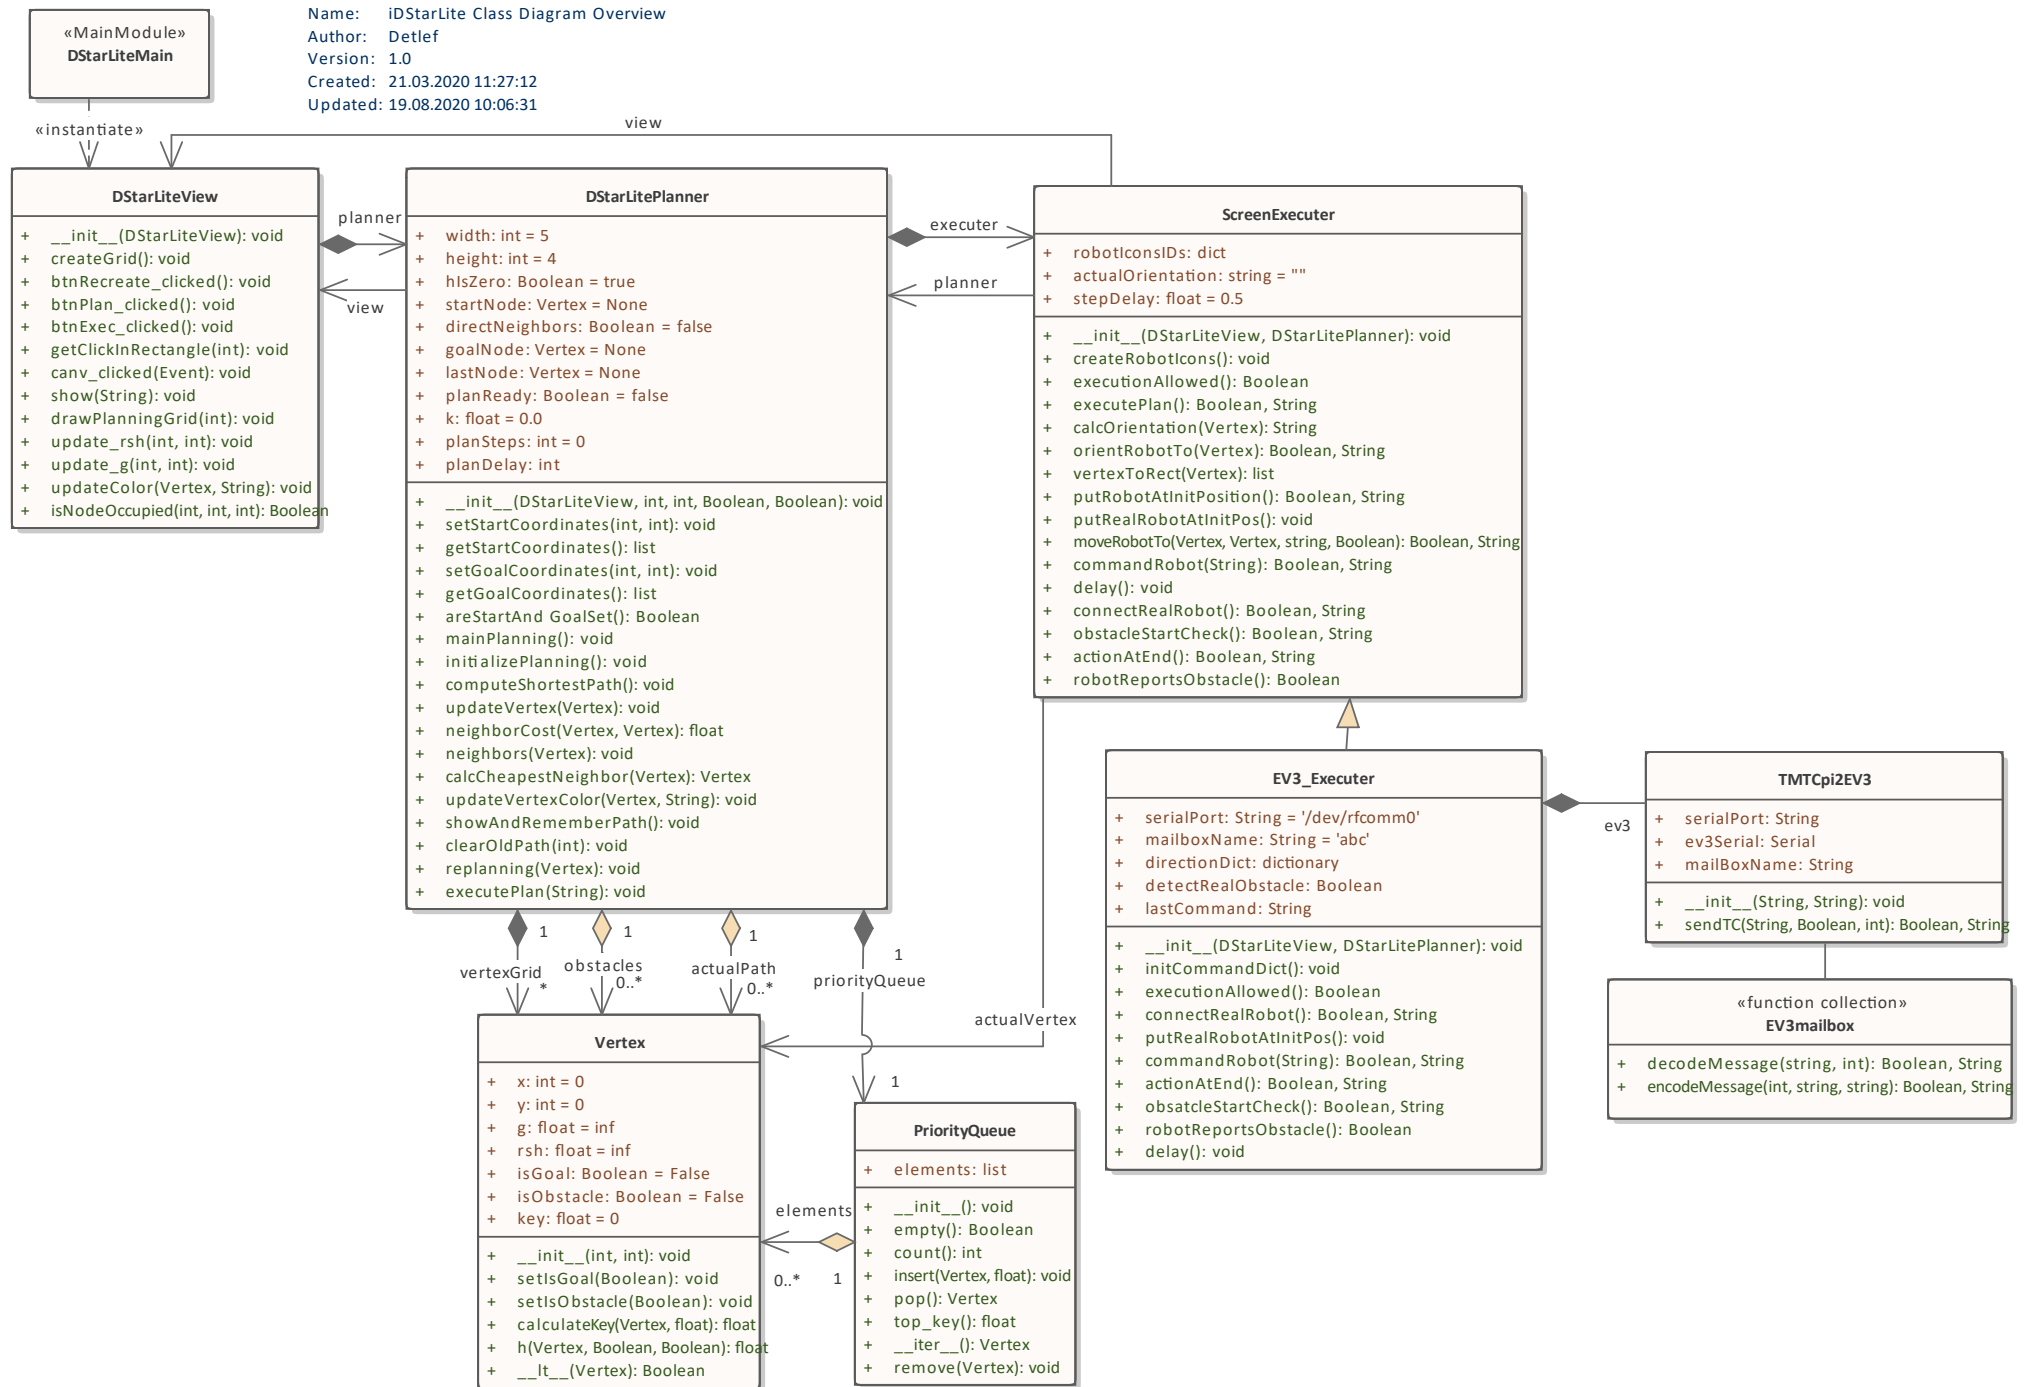 Name: iDStarLite Class Diagram Overview
Author: Detlef
Version: 1.0
Created: 21.03.2020 11:27:12
Updated: 19.08.2020 10:06:31
«MainModule»
DStarLiteMain
«instantiate»
view
DStarLiteView
+ __init__(DStarLiteView): void
+ createGrid(): void
+ btnRecreate_clicked(): void
+ btnPlan_clicked(): void
+ btnExec_clicked(): void
+ getClickInRectangle(int): void
+ canv_clicked(Event): void
+ show(String): void
+ drawPlanningGrid(int): void
+ update_rsh(int, int): void
+ update_g(int, int): void
+ updateColor(Vertex, String): void
+ isNodeOccupied(int, int, int): Boolean
planner
view
DStarLitePlanner
+ width: int = 5
+ height: int = 4
+ hIsZero: Boolean = true
+ startNode: Vertex = None
+ directNeighbors: Boolean = false
+ goalNode: Vertex = None
+ lastNode: Vertex = None
+ planReady: Boolean = false
+ k: float = 0.0
+ planSteps: int = 0
+ planDelay: int
+ __init__(DStarLiteView, int, int, Boolean, Boolean): void
+ setStartCoordinates(int, int): void
+ getStartCoordinates(): list
+ setGoalCoordinates(int, int): void
+ getGoalCoordinates(): list
+ areStartAnd GoalSet(): Boolean
+ mainPlanning(): void
+ initializePlanning(): void
+ computeShortestPath(): void
+ updateVertex(Vertex): void
+ neighborCost(Vertex, Vertex): float
+ neighbors(Vertex): void
+ calcCheapestNeighbor(Vertex): Vertex
+ updateVertexColor(Vertex, String): void
+ showAndRememberPath(): void
+ clearOldPath(int): void
+ replanning(Vertex): void
+ executePlan(String): void
executer
planner
ScreenExecuter
+ robotIconsIDs: dict
+ actualOrientation: string = ""
+ stepDelay: float = 0.5
+ __init__(DStarLiteView, DStarLitePlanner): void
+ createRobotIcons(): void
+ executionAllowed(): Boolean
+ executePlan(): Boolean, String
+ calcOrientation(Vertex): String
+ orientRobotTo(Vertex): Boolean, String
+ vertexToRect(Vertex): list
+ putRobotAtInitPosition(): Boolean, String
+ putRealRobotAtInitPos(): void
+ moveRobotTo(Vertex, Vertex, string, Boolean): Boolean, String
+ commandRobot(String): Boolean, String
+ delay(): void
+ connectRealRobot(): Boolean, String
+ obstacleStartCheck(): Boolean, String
+ actionAtEnd(): Boolean, String
+ robotReportsObstacle(): Boolean
EV3_Executer
+ serialPort: String = '/dev/rfcomm0'
+ mailboxName: String = 'abc'
+ directionDict: dictionary
+ detectRealObstacle: Boolean
+ lastCommand: String
+ __init__(DStarLiteView, DStarLitePlanner): void
+ initCommandDict(): void
+ executionAllowed(): Boolean
+ connectRealRobot(): Boolean, String
+ putRealRobotAtInitPos(): void
+ commandRobot(String): Boolean, String
+ actionAtEnd(): Boolean, String
+ obsatcleStartCheck(): Boolean, String
+ robotReportsObstacle(): Boolean
+ delay(): void
ev3
TMTCpi2EV3
+ serialPort: String
+ ev3Serial: Serial
+ mailBoxName: String
+ __init__(String, String): void
+ sendTC(String, Boolean, int): Boolean, String
«function collection»
EV3mailbox
+ decodeMessage(string, int): Boolean, String
+ encodeMessage(int, string, string): Boolean, String
1
vertexGrid
*
1
obstacles
0..*
1
actualPath
0..*
1
priorityQueue
1
actualVertex
Vertex
+ x: int = 0
+ y: int = 0
+ g: float = inf
+ rsh: float = inf
+ isGoal: Boolean = False
+ isObstacle: Boolean = False
+ key: float = 0
+ __init__(int, int): void
+ setIsGoal(Boolean): void
+ setIsObstacle(Boolean): void
+ calculateKey(Vertex, float): float
+ h(Vertex, Boolean, Boolean): float
+ __lt__(Vertex): Boolean
elements
0..*
1
PriorityQueue
+ elements: list
+ __init__(): void
+ empty(): Boolean
+ count(): int
+ insert(Vertex, float): void
+ pop(): Vertex
+ top_key(): float
+ __iter__(): Vertex
+ remove(Vertex): void